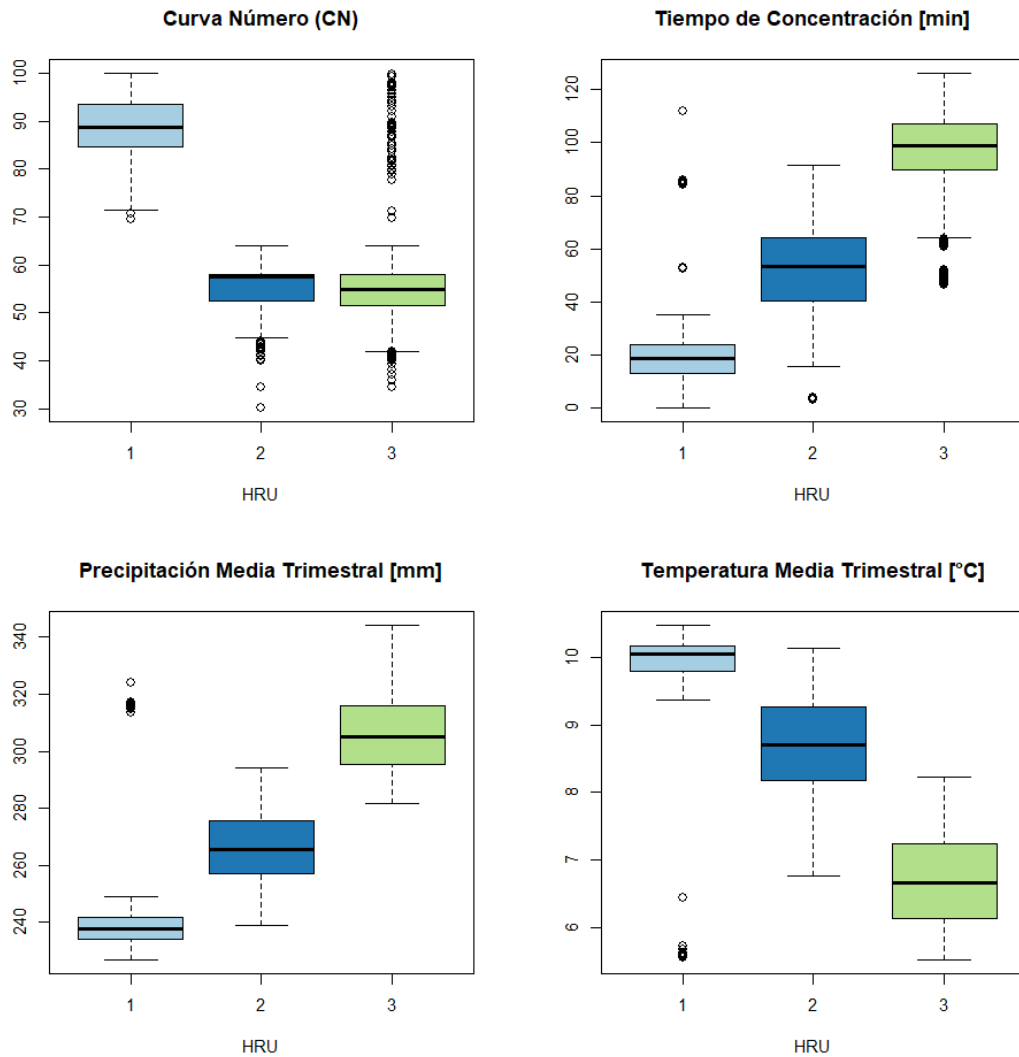 Curva Número (CN)
100
90
80
70
60
50
40
30
1 2 3
HRU
Tiempo de Concentración [min]
120
100
80
60
40
20
0
1 2 3
HRU
Precipitación Media Trimestral [mm]
340
320
300
280
260
240
1 2 3
HRU
Temperatura Media Trimestral [°C]
10
9
8
7
6
1 2 3
HRU